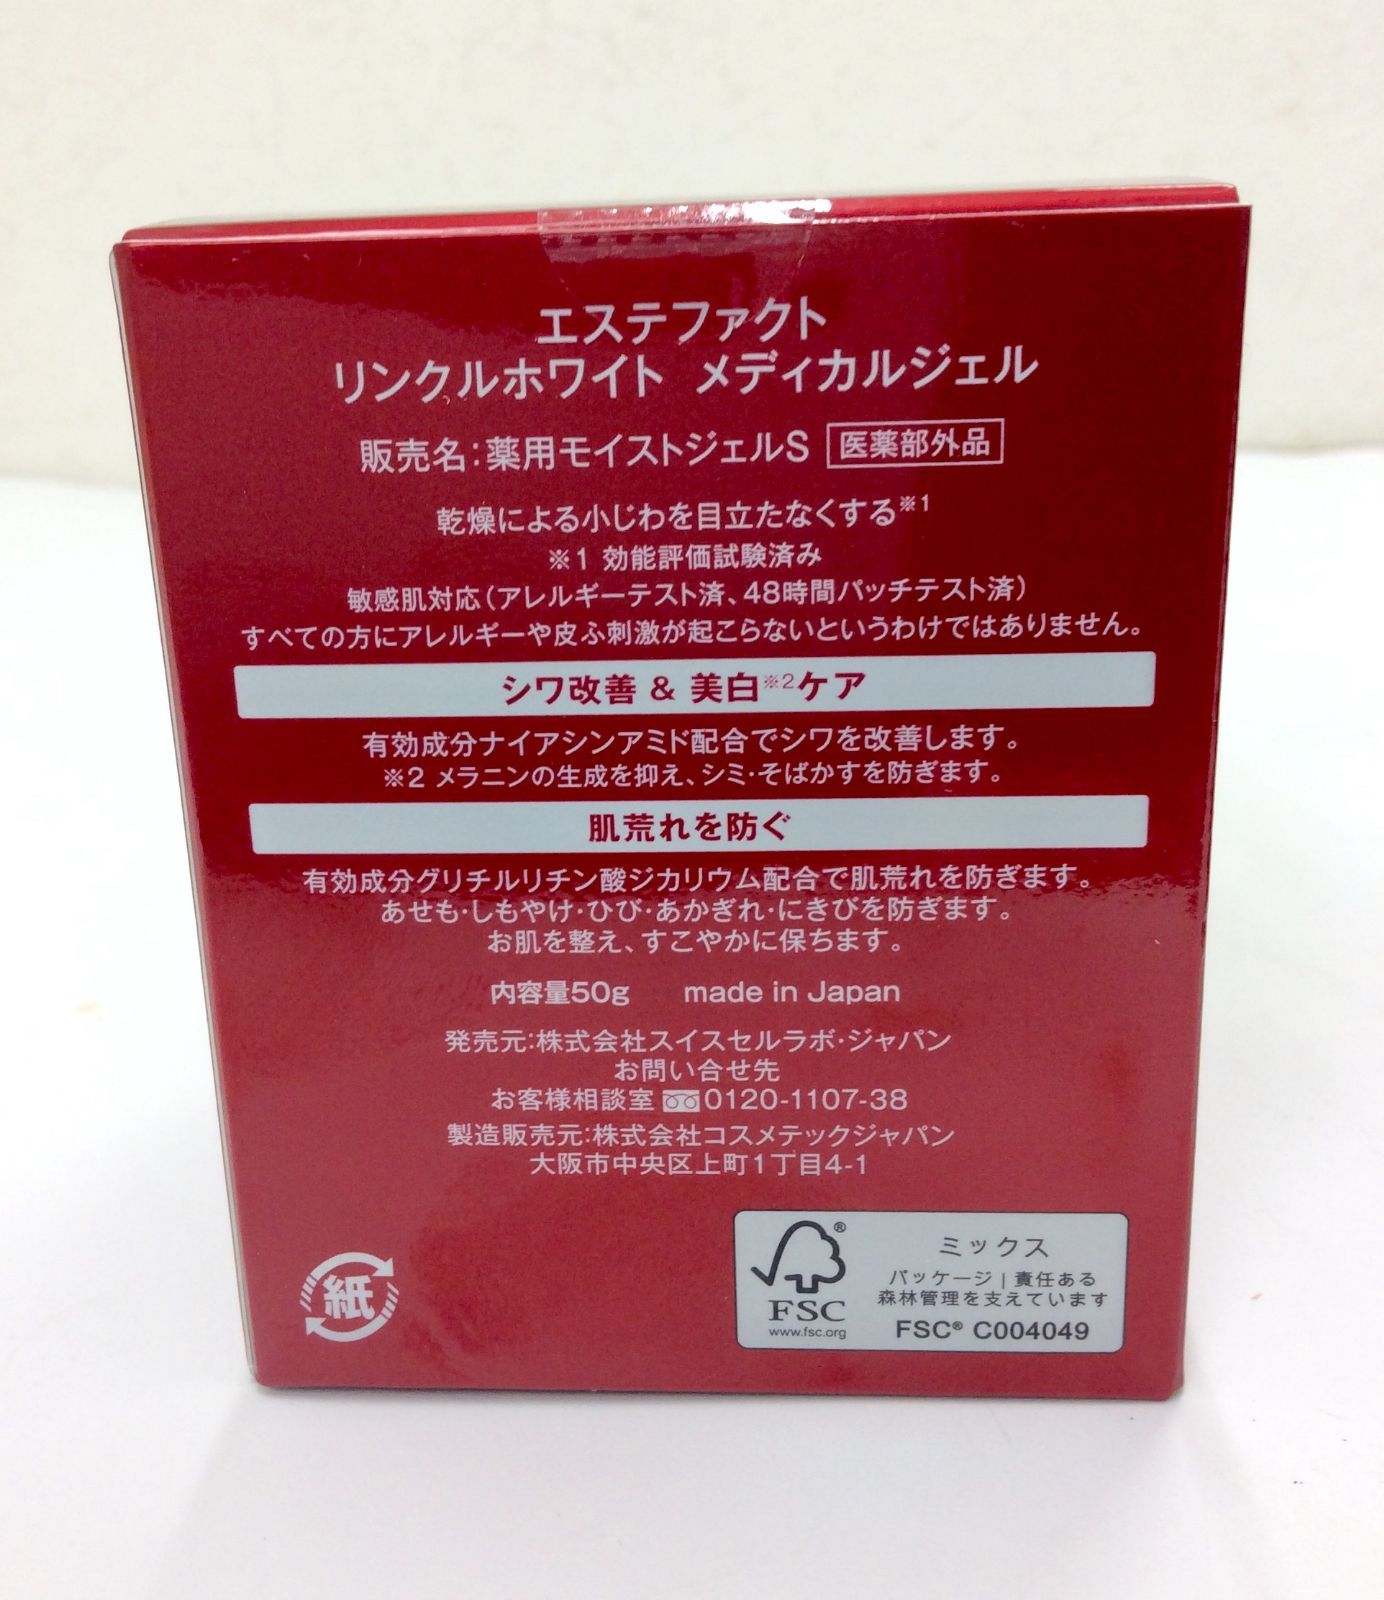 エステファクト
リンクルホワイト メディカルジェル
販売名:薬用モイストジェルS 医薬部外品
乾燥による小じわを目立たなくする※1
※1 効能評価試験済み
敏感肌対応(アレルギーテスト済、48時間パッチテスト済)
すべての方にアレルギーや皮ふ刺激が起こらないというわけではありません。
シワ改善 & 美白※2ケア
有効成分ナイアシンアミド配合でシワを改善します。
※2 メラニンの生成を抑え、シミ・そばかすを防ぎます。
肌荒れを防ぐ
有効成分グリチルリチン酸ジカリウム配合で肌荒れを防ぎます。
あせも・しもやけ・ひび・あかぎれ・にきびを防ぎます。
お肌を整え、すこやかに保ちます。
内容量50g made in Japan
発売元:株式会社スイスセルラボ・ジャパン
お問い合せ先
お客様相談室 0120-1107-38
製造販売元:株式会社コスメテックジャパン
大阪市中央区上町1丁目4-1
紙
FSC®
www.fsc.org
ミックス
パッケージ | 責任ある
森林管理を支えています
FSC® C004049